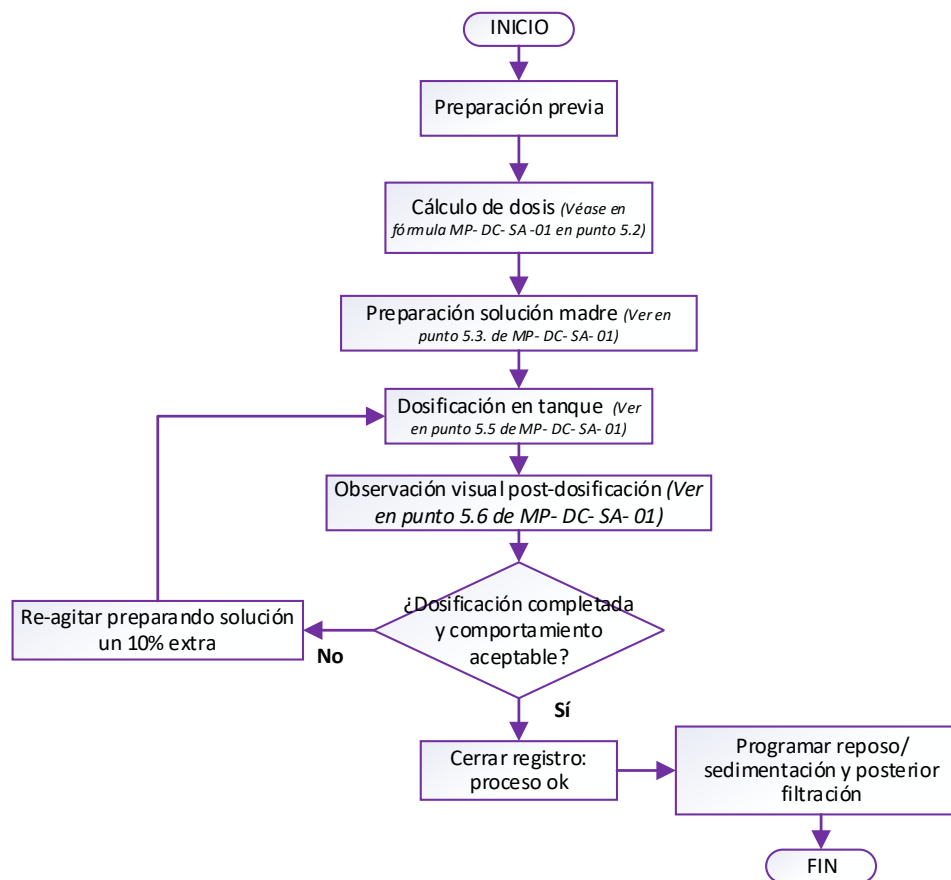 INICIO
Preparación previa
Cálculo de dosis (Véase en
fórmula MP- DC- SA -01 en punto 5.2)
Preparación solución madre (Ver en
punto 5.3. de MP- DC- SA- 01)
Dosificación en tanque (Ver
en punto 5.5 de MP- DC- SA- 01)
Observación visual post-dosificación (Ver
en punto 5.6 de MP- DC- SA- 01)
¿Dosificación completada
y comportamiento
aceptable?
No
Re-agitar preparando solución
un 10% extra
Sí
Cerrar registro:
proceso ok
Programar reposo/
sedimentación y posterior
filtración
FIN